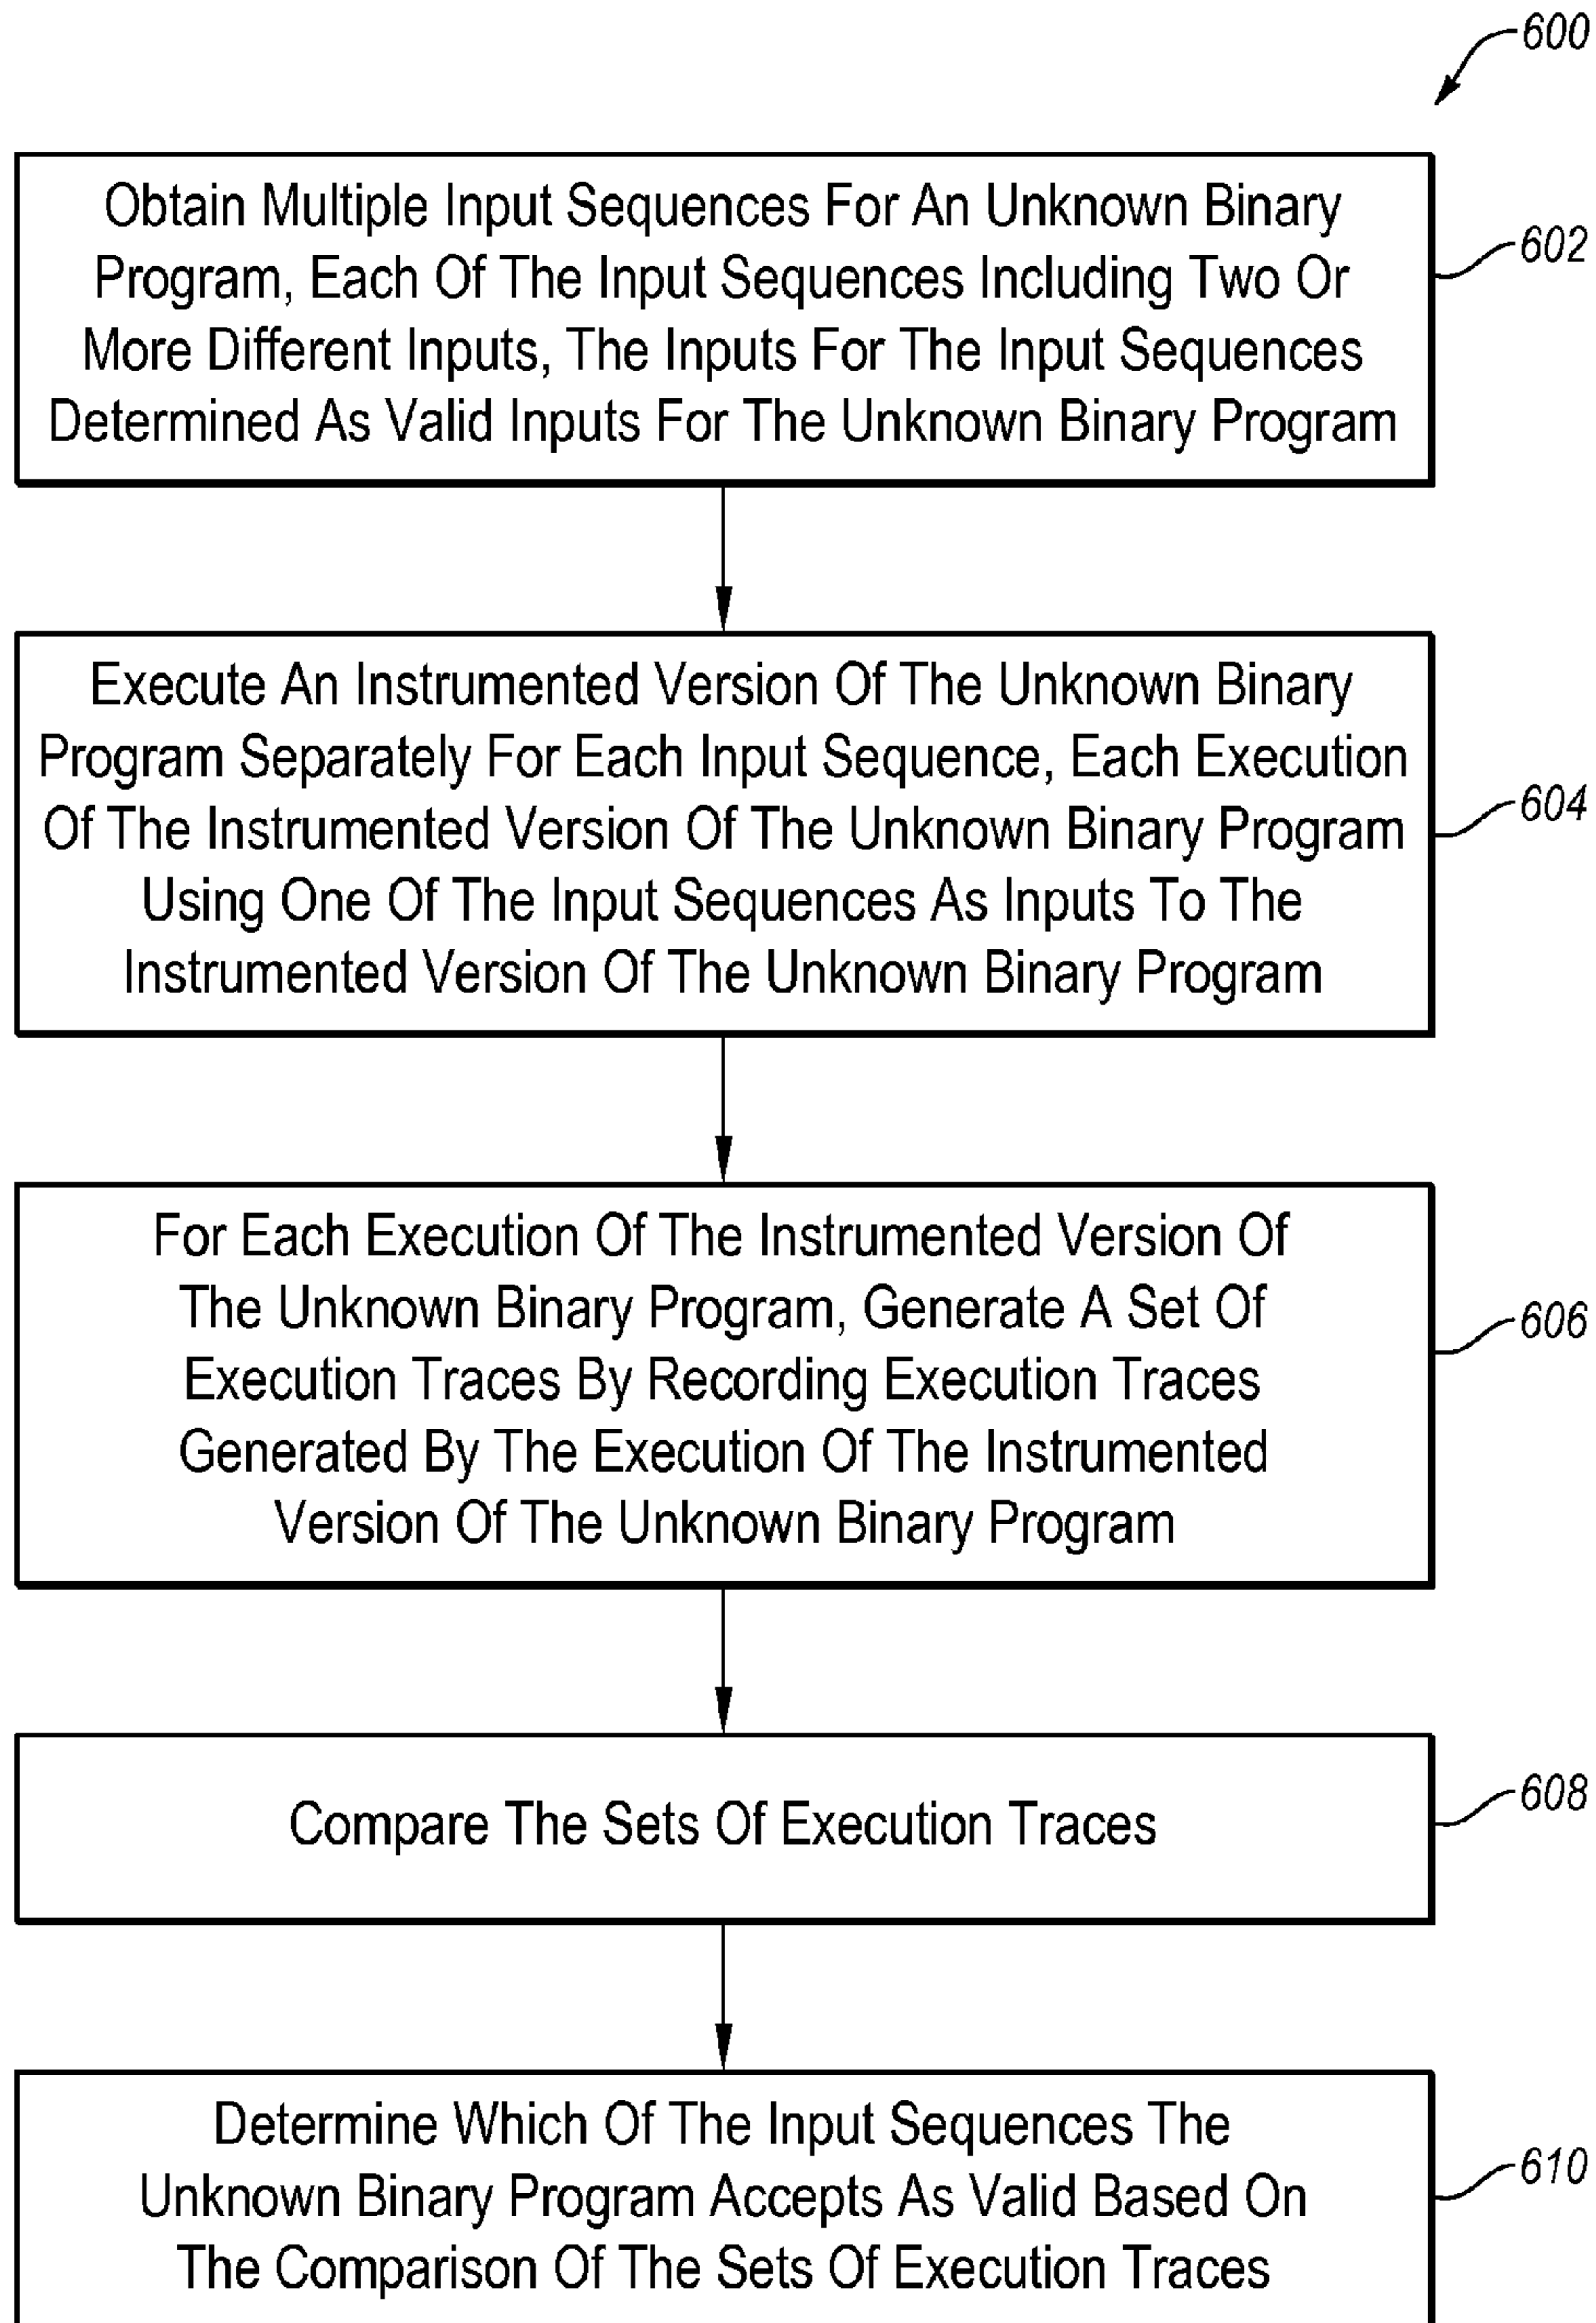 600
Obtain Multiple Input Sequences For An Unknown Binary
Program, Each Of The Input Sequences Including Two Or
More Different Inputs, The Inputs For The Input Sequences
Determined As Valid Inputs For The Unknown Binary Program
602
Execute An Instrumented Version Of The Unknown Binary
Program Separately For Each Input Sequence, Each Execution
Of The Instrumented Version Of The Unknown Binary Program
Using One Of The Input Sequences As Inputs To The
Instrumented Version Of The Unknown Binary Program
604
For Each Execution Of The Instrumented Version Of
The Unknown Binary Program, Generate A Set Of
Execution Traces By Recording Execution Traces
Generated By The Execution Of The Instrumented
Version Of The Unknown Binary Program
606
Compare The Sets Of Execution Traces
608
Determine Which Of The Input Sequences The
Unknown Binary Program Accepts As Valid Based On
The Comparison Of The Sets Of Execution Traces
610